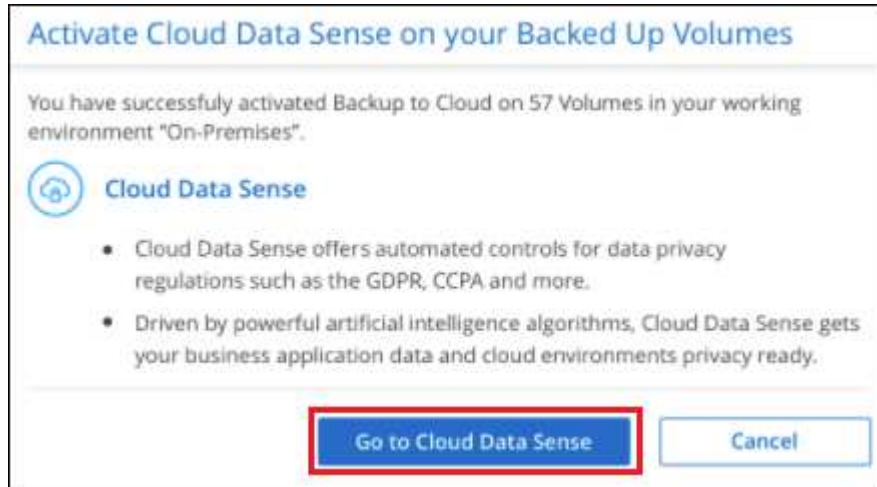 Activate Cloud Data Sense on your Backed Up Volumes
You have successfuly activated Backup to Cloud on 57 Volumes in your working
environment "On-Premises".
Cloud Data Sense
• Cloud Data Sense offers automated controls for data privacy
regulations such as the GDPR, CCPA and more.
• Driven by powerful artificial intelligence algorithms, Cloud Data Sense gets
your business application data and cloud environments privacy ready.
Go to Cloud Data Sense
Cancel